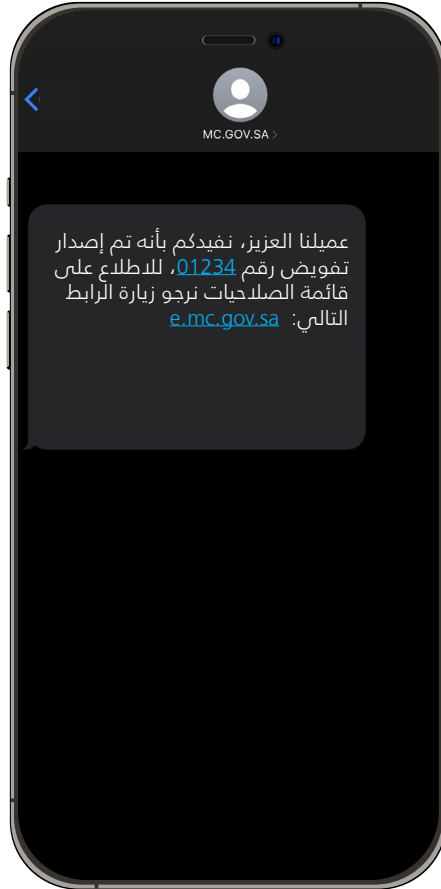 MC.GOV.SA
عميلنا العزيز، نفيدكم بأنه تم إصدار
تفويض رقم 01234، للاطلاع على
قائمة الصلاحيات نرجو زيارة الرابط
التالي: e.mc.gov.sa